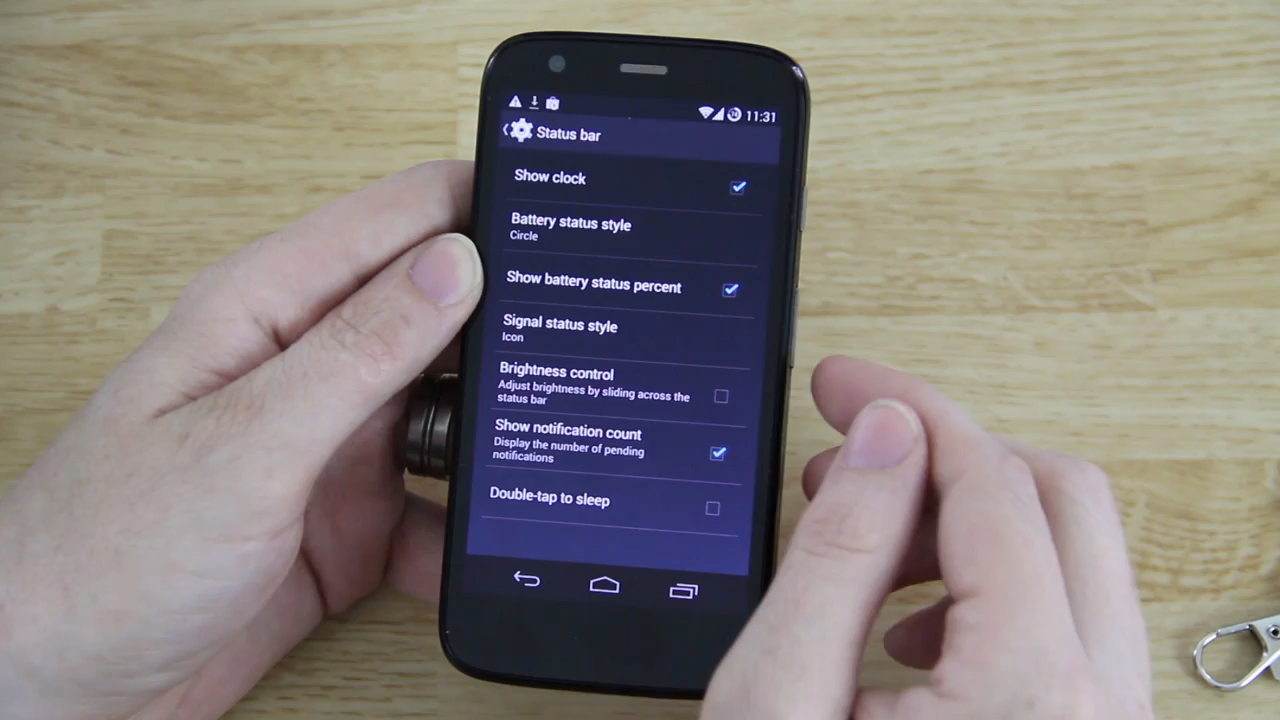 11:31
Status bar
Show clock
Battery status style
Circle
Show battery status percent
Signal status style
Icon
Brightness control
Adjust brightness by sliding across the
status bar
Show notification count
Display the number of pending
notifications
Double-tap to sleep